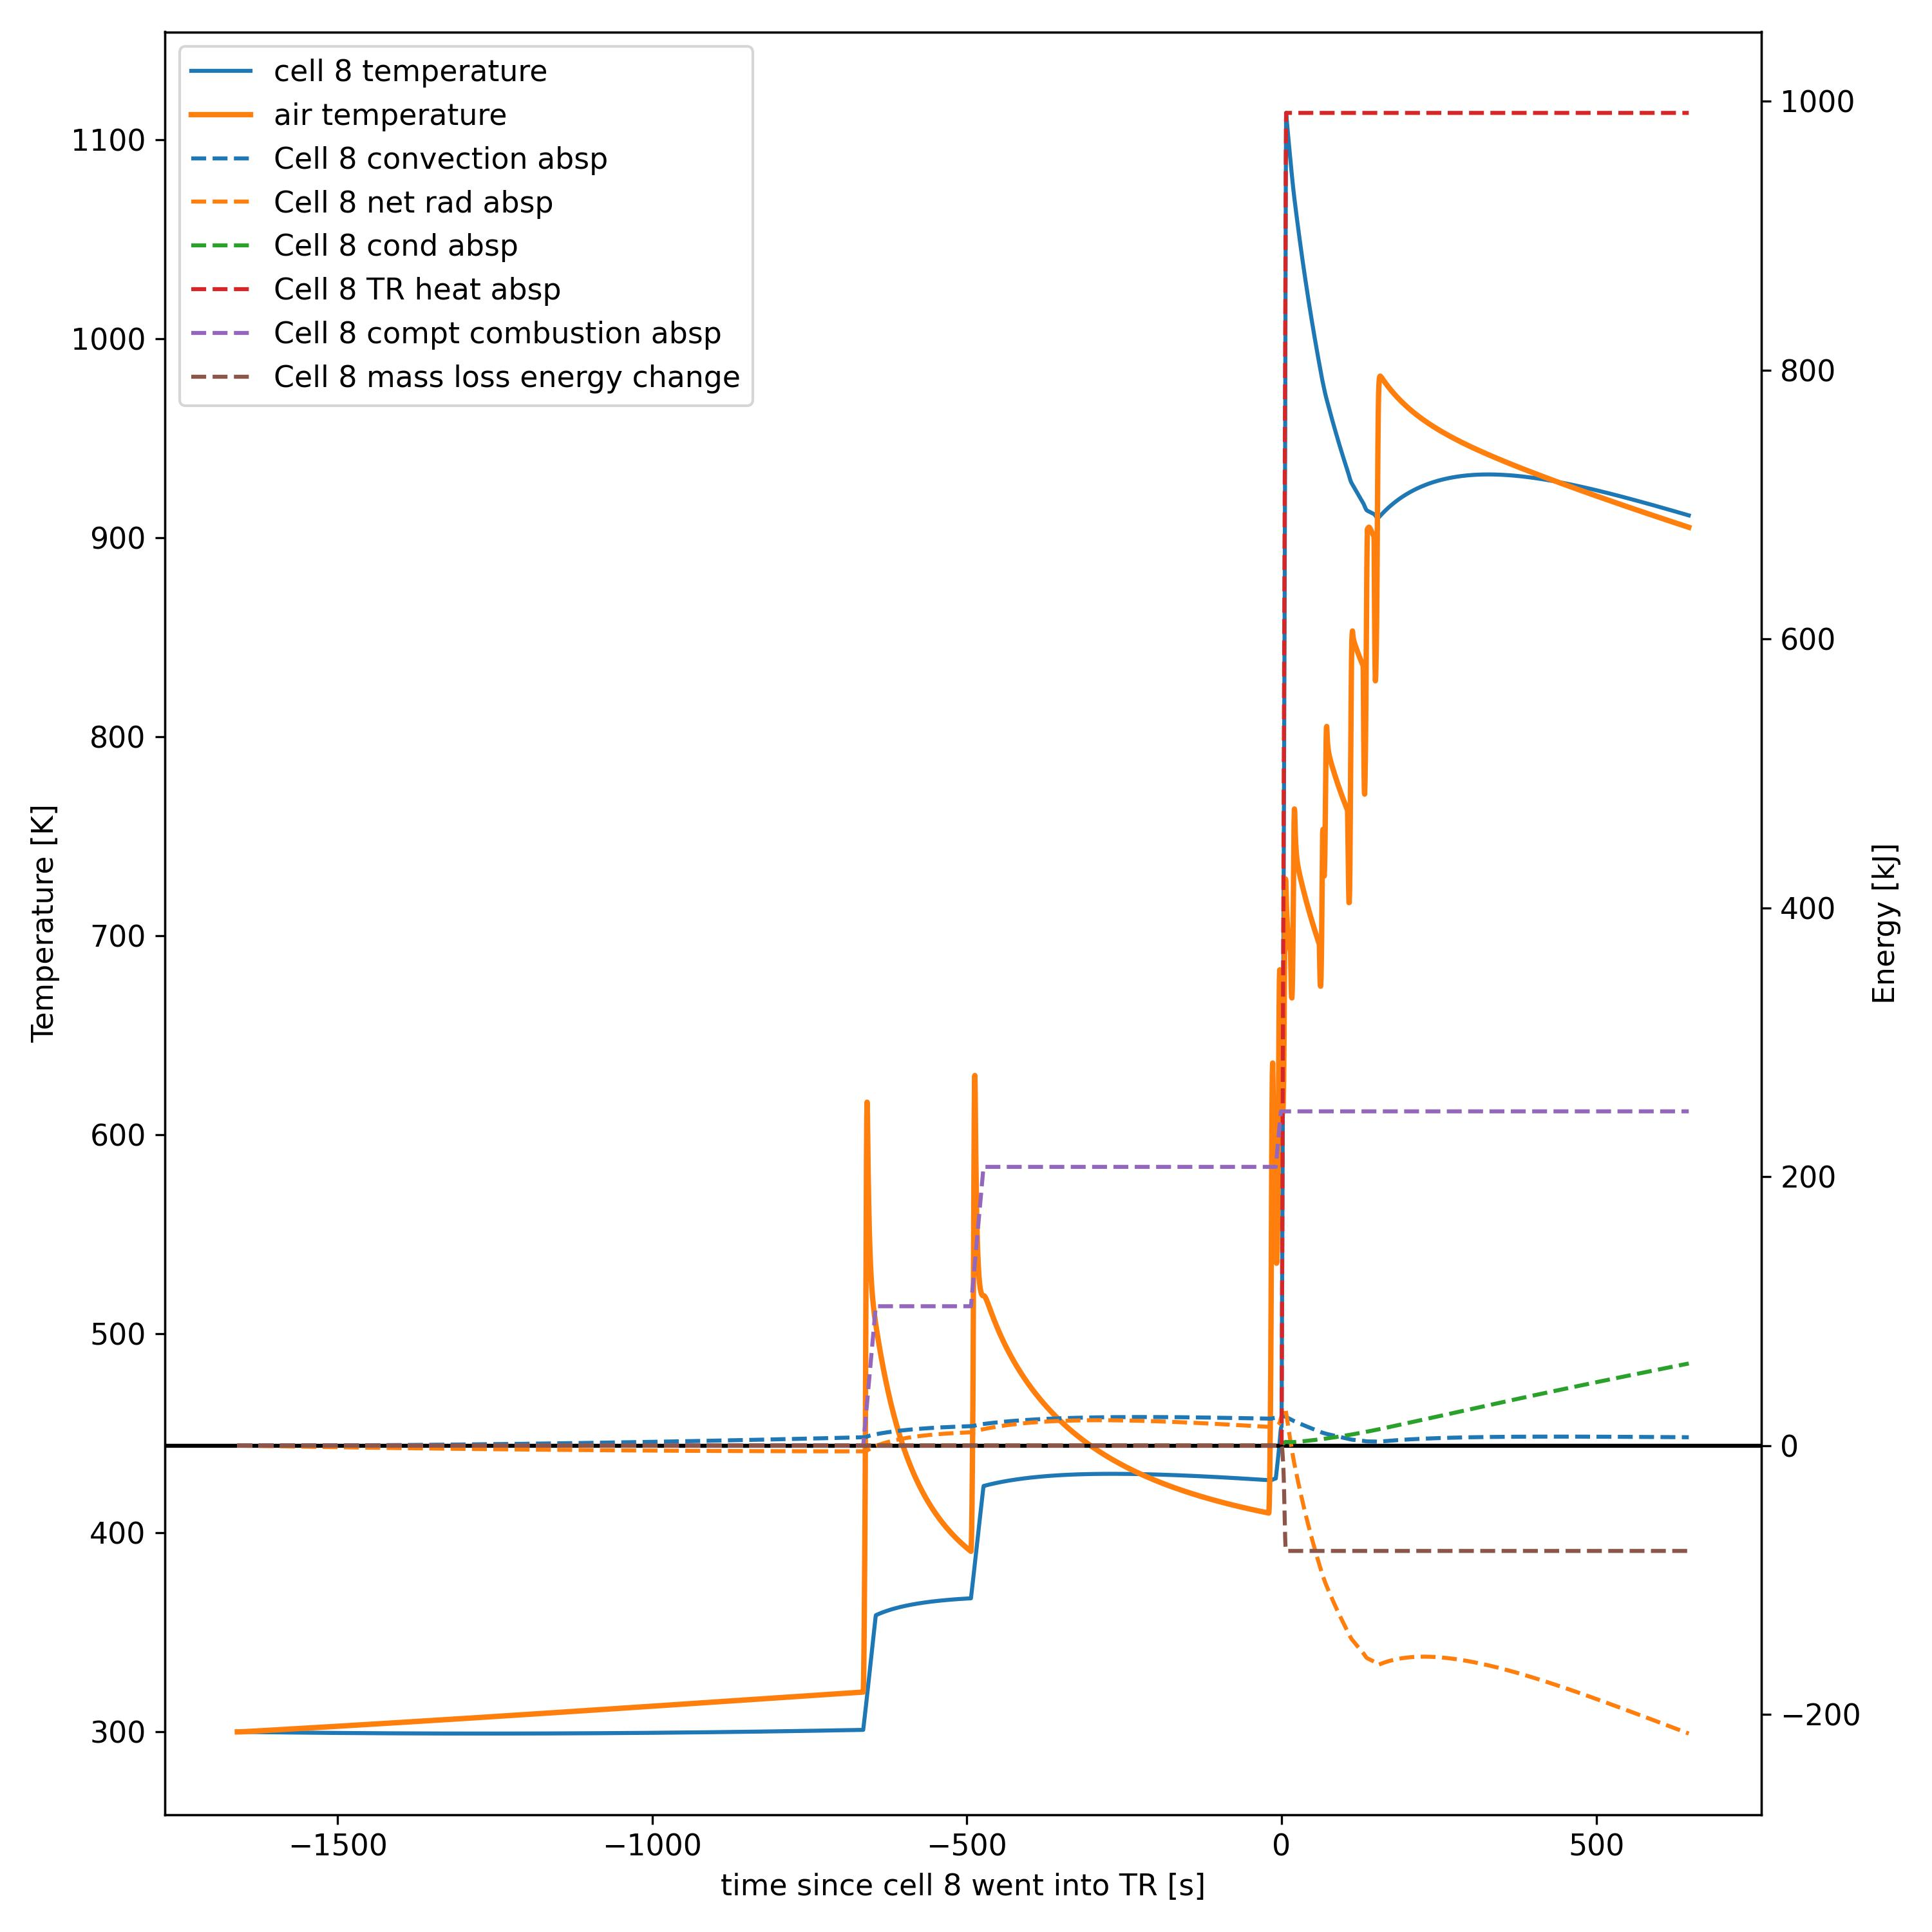 cell 8 temperature
air temperature
Cell 8 convection absp
Cell 8 net rad absp
Cell 8 cond absp
Cell 8 TR heat absp
Cell 8 compt combustion absp
Cell 8 mass loss energy change
1100
1000
900
800
700
600
500
400
300
Temperature [K]
1000
800
600
400
200
0
−200
Energy [kJ]
−1500
−1000
−500
0
500
time since cell 8 went into TR [s]